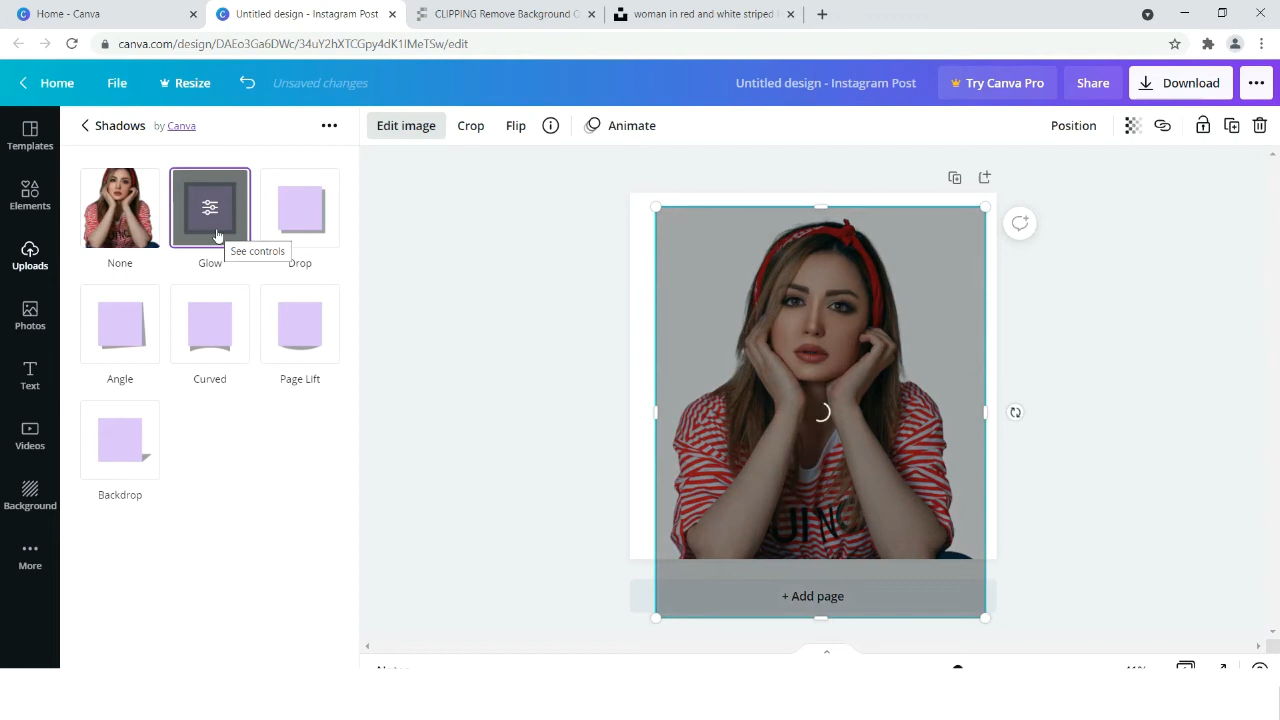 Home - Canva
Untitled design - Instagram Post
CLIPPING Remove Background C
woman in red and white striped
canva.com/design/DAEo3Ga6DWc/34uY2hXTCGpy4dK1IMeTSw/edit
Home
File
Resize
Unsaved changes
Untitled design - Instagram Post
Try Canva Pro
Share
Download
Templates
Elements
Uploads
Photos
Text
Videos
Background
More
Shadows by Canva
Edit image
Crop
Flip
Animate
Position
See controls
None
Glow
Drop
Angle
Curved
Page Lift
Backdrop
+ Add page